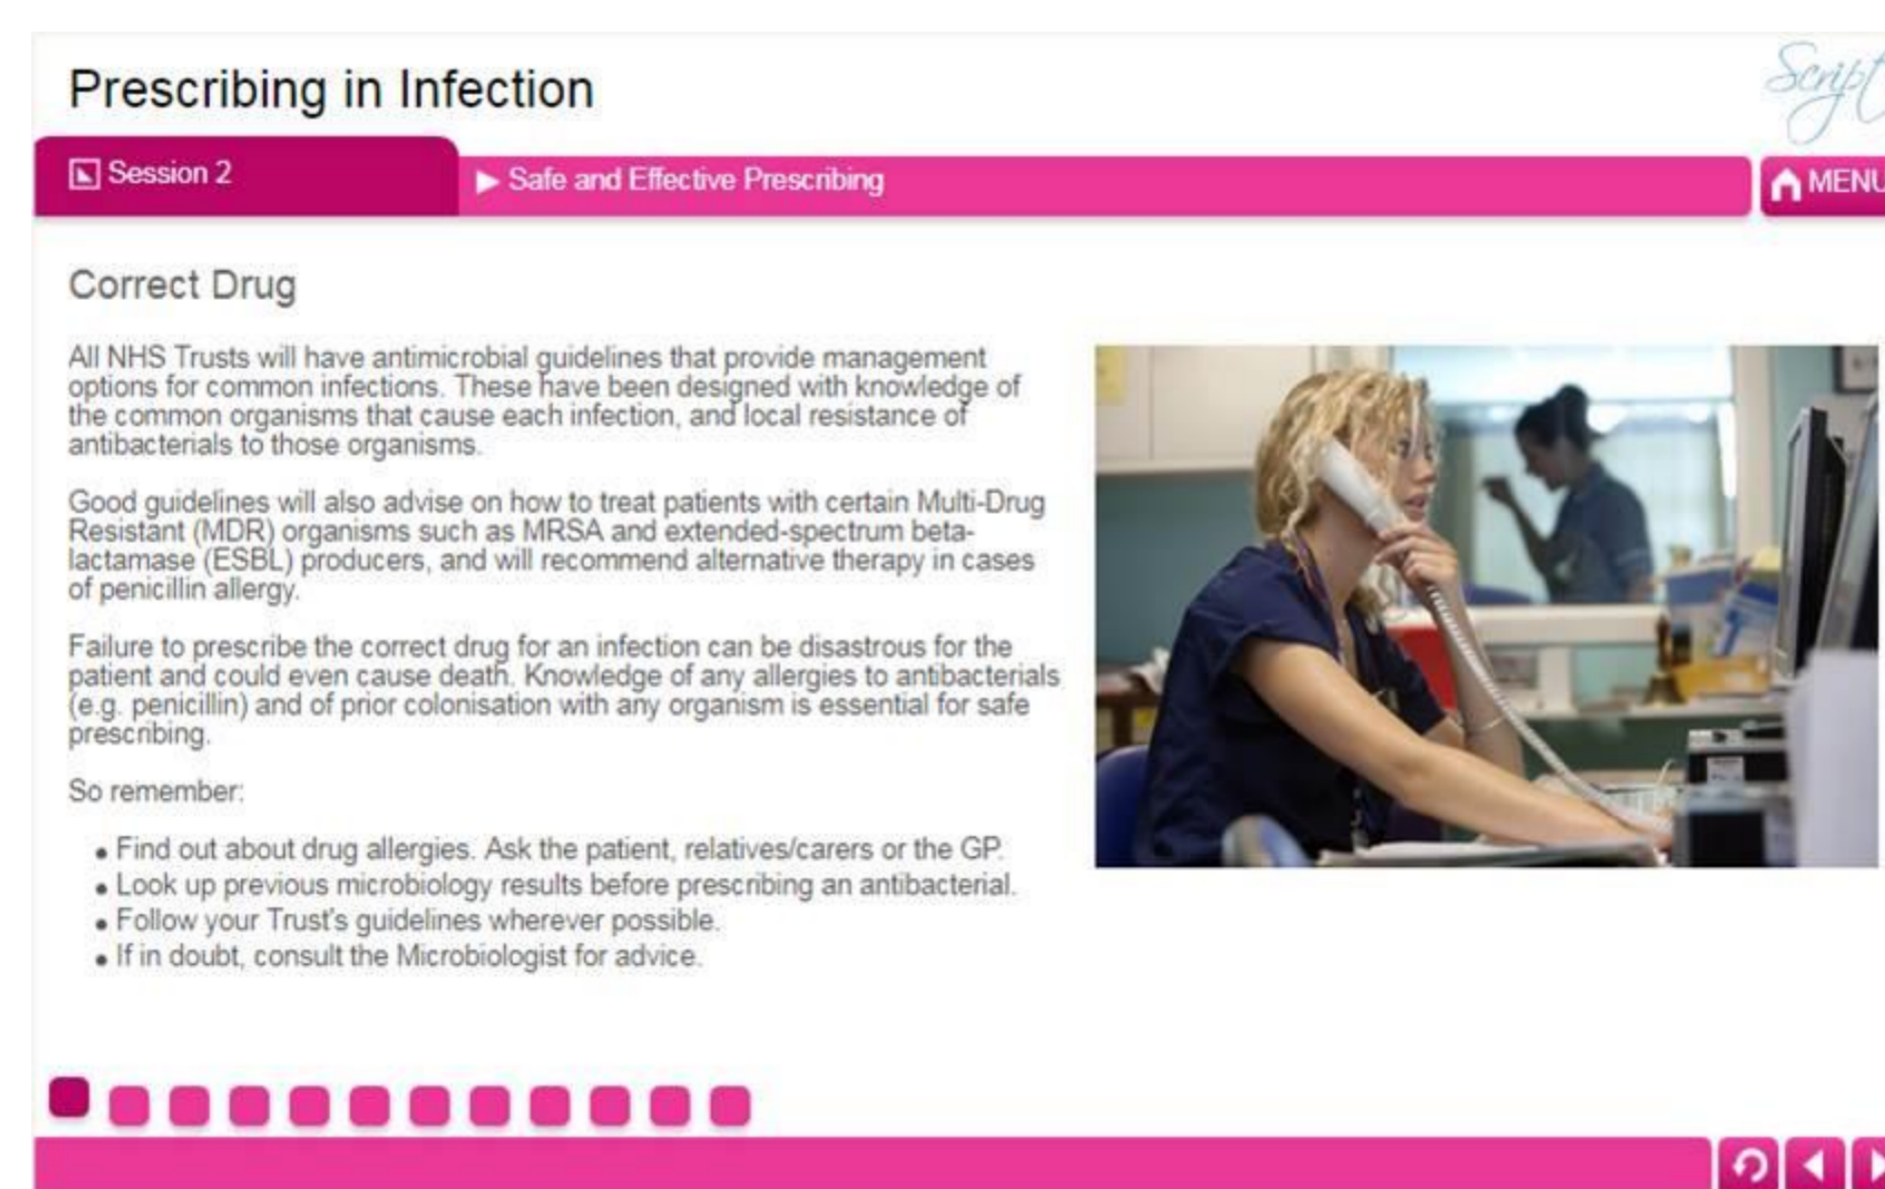 Prescribing in Infection
Script
Session 2
Safe and Effective Prescribing
MENU
Correct Drug
All NHS Trusts will have antimicrobial guidelines that provide management
options for common infections. These have been designed with knowledge of
the common organisms that cause each infection, and local resistance of
antibacterials to those organisms.
Good guidelines will also advise on how to treat patients with certain Multi-Drug
Resistant (MDR) organisms such as MRSA and extended-spectrum beta-
lactamase (ESBL) producers, and will recommend alternative therapy in cases
of penicillin allergy.
Failure to prescribe the correct drug for an infection can be disastrous for the
patient and could even cause death. Knowledge of any allergies to antibacterials
(e.g. penicillin) and of prior colonisation with any organism is essential for safe
prescribing.
So remember:
• Find out about drug allergies. Ask the patient, relatives/carers or the GP.
• Look up previous microbiology results before prescribing an antibacterial.
• Follow your Trust's guidelines wherever possible.
• If in doubt, consult the Microbiologist for advice.